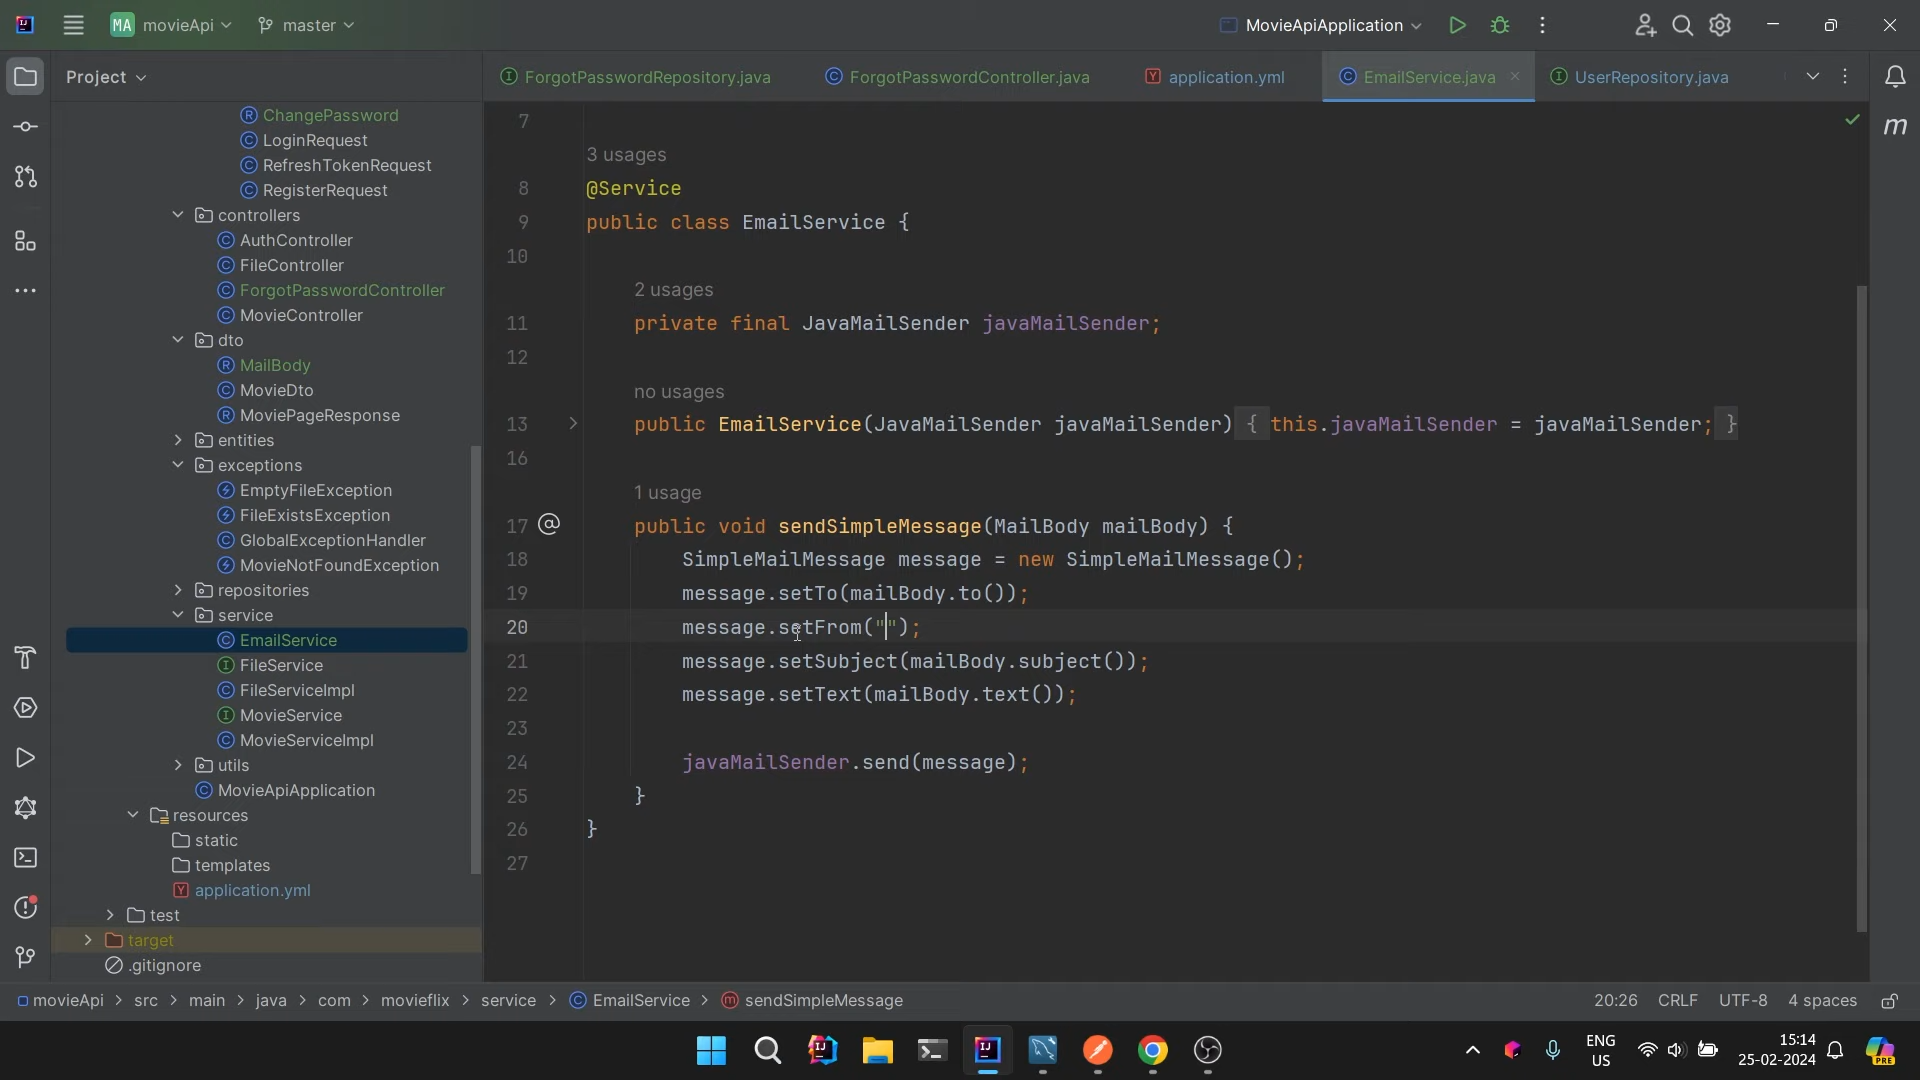 MA movieApi master MovieApiApplication
Project
ForgotPasswordRepository.java ForgotPasswordController.java application.yml EmailService.java UserRepository.java
ChangePassword
LoginRequest
RefreshTokenRequest
RegisterRequest
controllers
AuthController
FileController
ForgotPasswordController
MovieController
dto
MailBody
MovieDto
MoviePageResponse
entities
exceptions
EmptyFileException
FileExistsException
GlobalExceptionHandler
MovieNotFoundException
repositories
service
EmailService
FileService
FileServiceImpl
MovieService
MovieServiceImpl
utils
MovieApiApplication
resources
static
templates
application.yml
test
target
.gitignore
7
3 usages
8 @Service
9 public class EmailService {
10
2 usages
11 private final JavaMailSender javaMailSender;
12
no usages
13 public EmailService(JavaMailSender javaMailSender) { this.javaMailSender = javaMailSender; }
16
1 usage
17 public void sendSimpleMessage(MailBody mailBody) {
18 SimpleMailMessage message = new SimpleMailMessage();
19 message.setTo(mailBody.to());
20 message.setFrom("");
21 message.setSubject(mailBody.subject());
22 message.setText(mailBody.text());
23
24 javaMailSender.send(message);
25 }
26 }
27
movieApi > src > main > java > com > movieflix > service > EmailService > sendSimpleMessage 20:26 CRLF UTF-8 4 spaces
ENG
US
15:14
25-02-2024
PRE